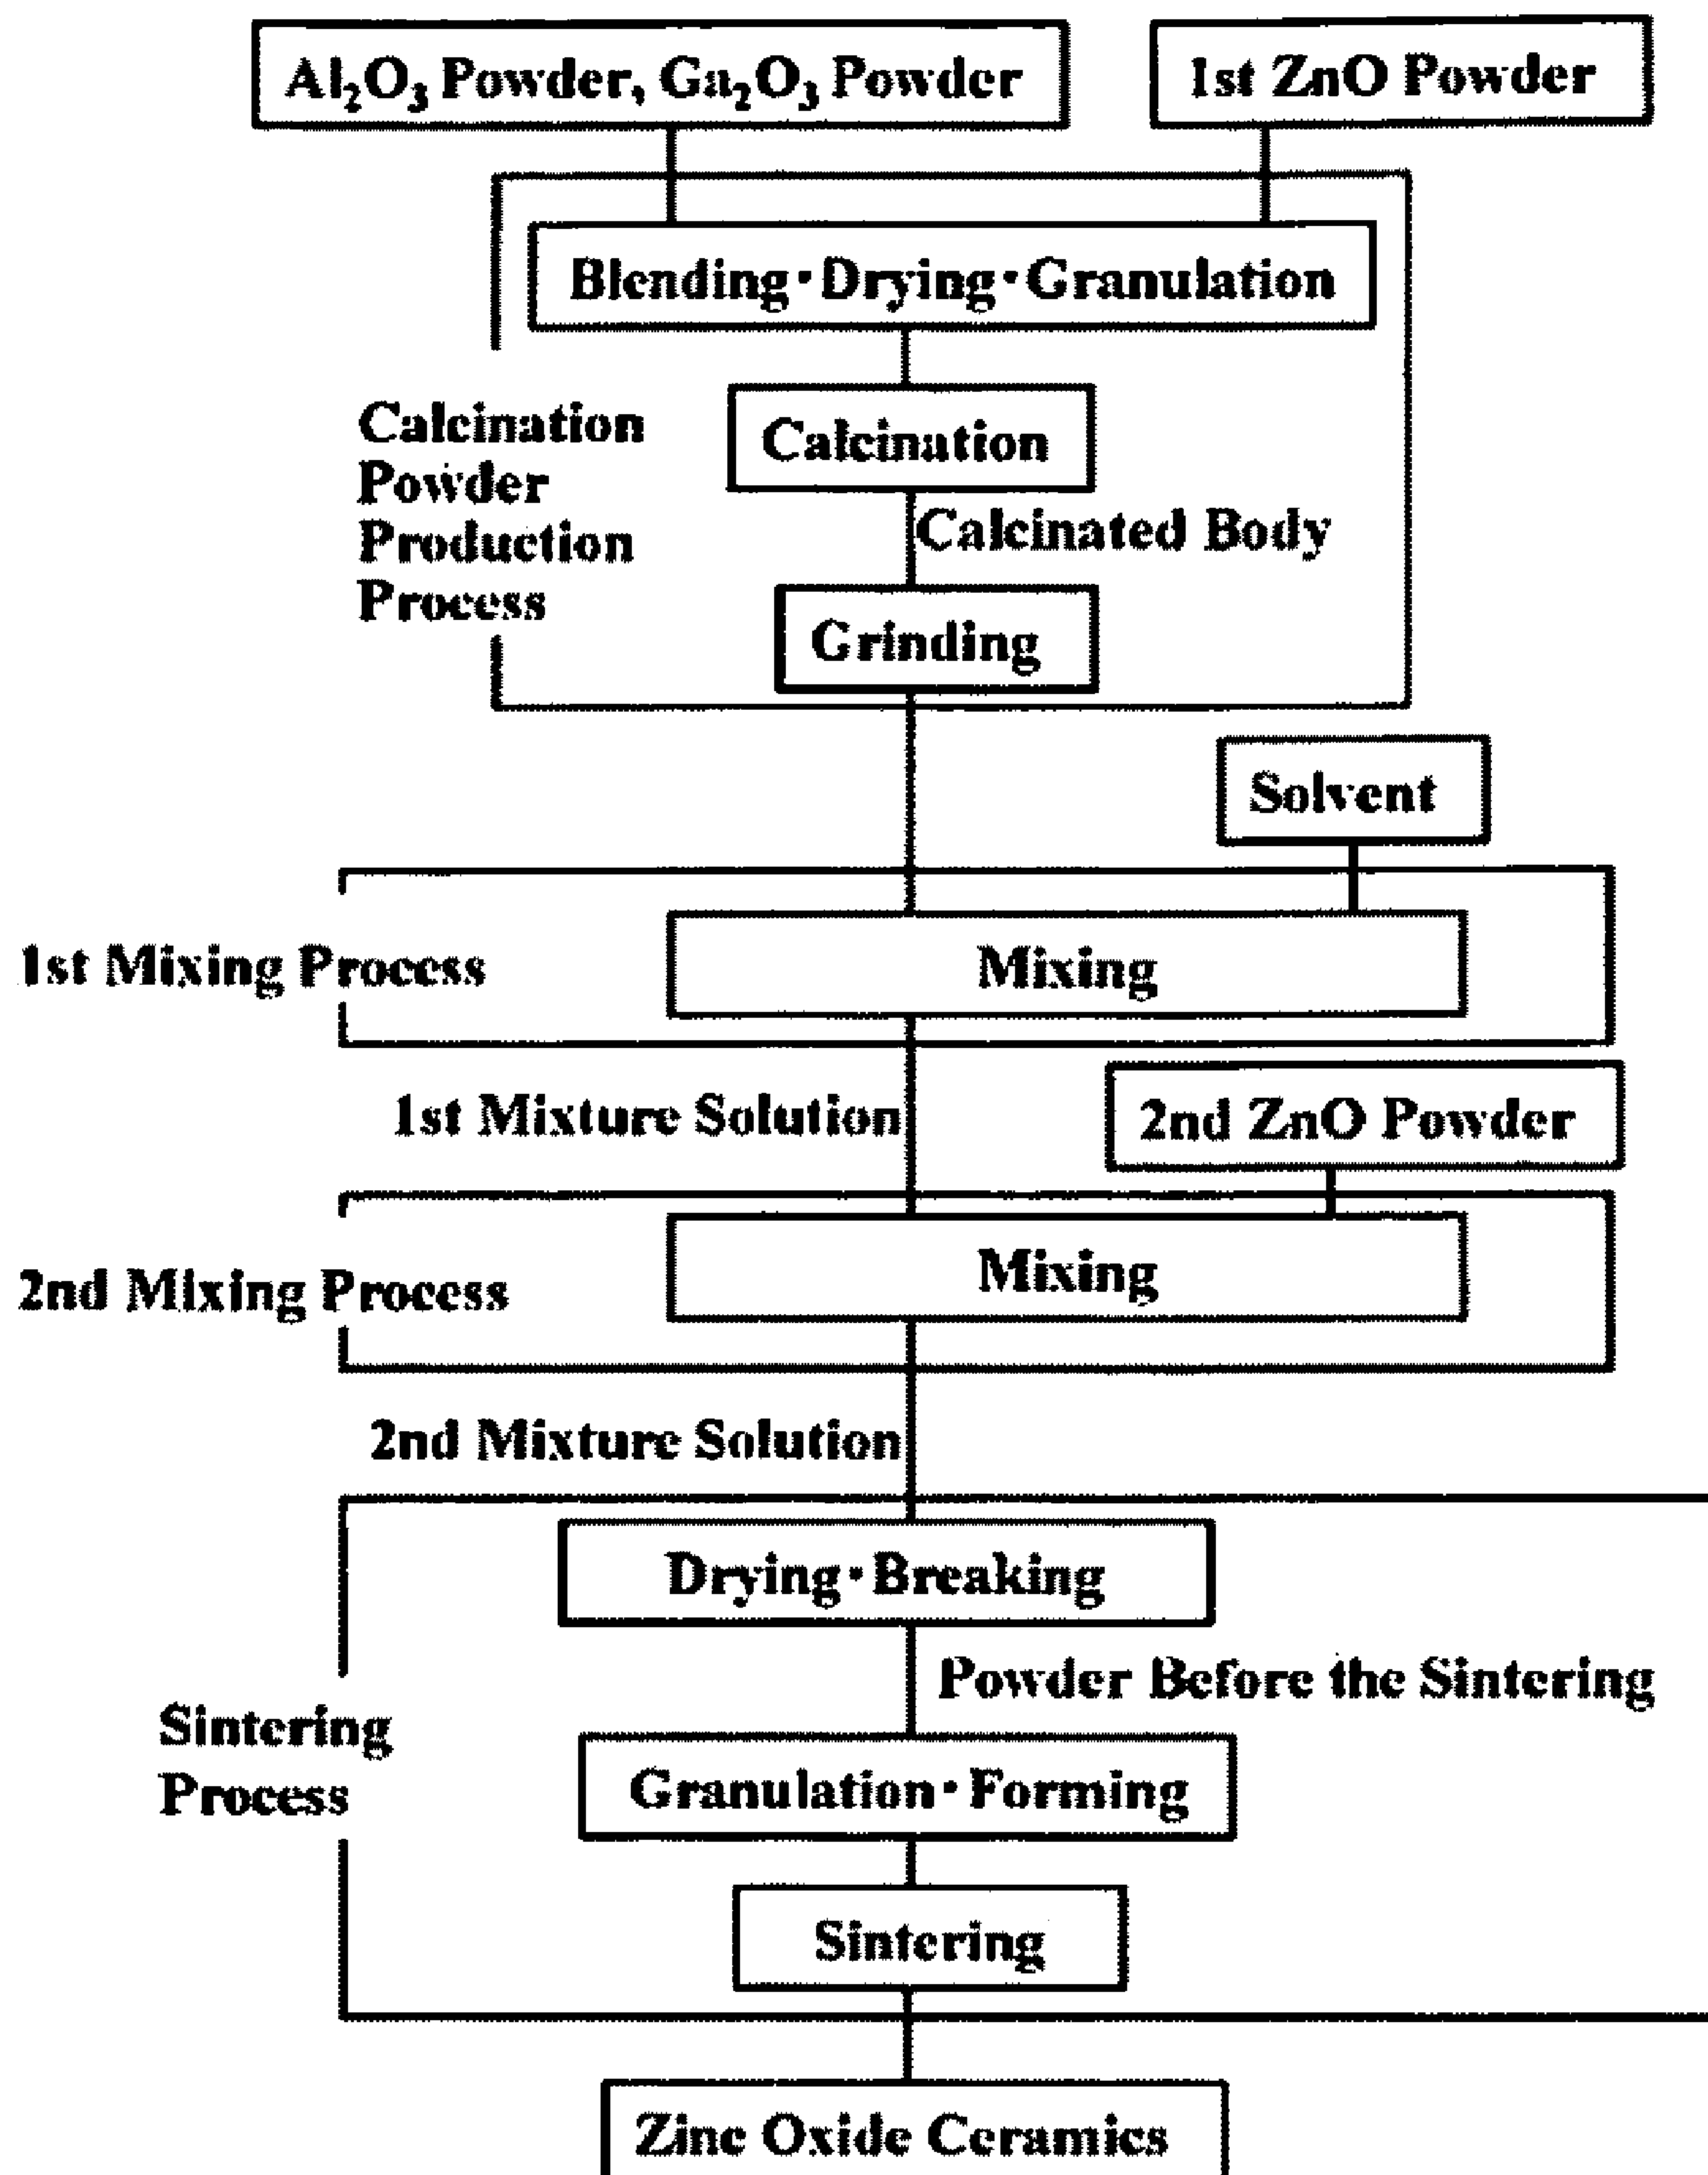 Al₂O₃ Powder, Ga₂O₃ Powder
1st ZnO Powder
Blending·Drying·Granulation
Calcination
Powder
Production
Process
Calcination
Calcinated Body
Grinding
Solvent
1st Mixing Process
Mixing
1st Mixture Solution
2nd ZnO Powder
2nd Mixing Process
Mixing
2nd Mixture Solution
Drying·Breaking
Powder Before the Sintering
Sintering
Process
Granulation·Forming
Sintering
Zinc Oxide Ceramics